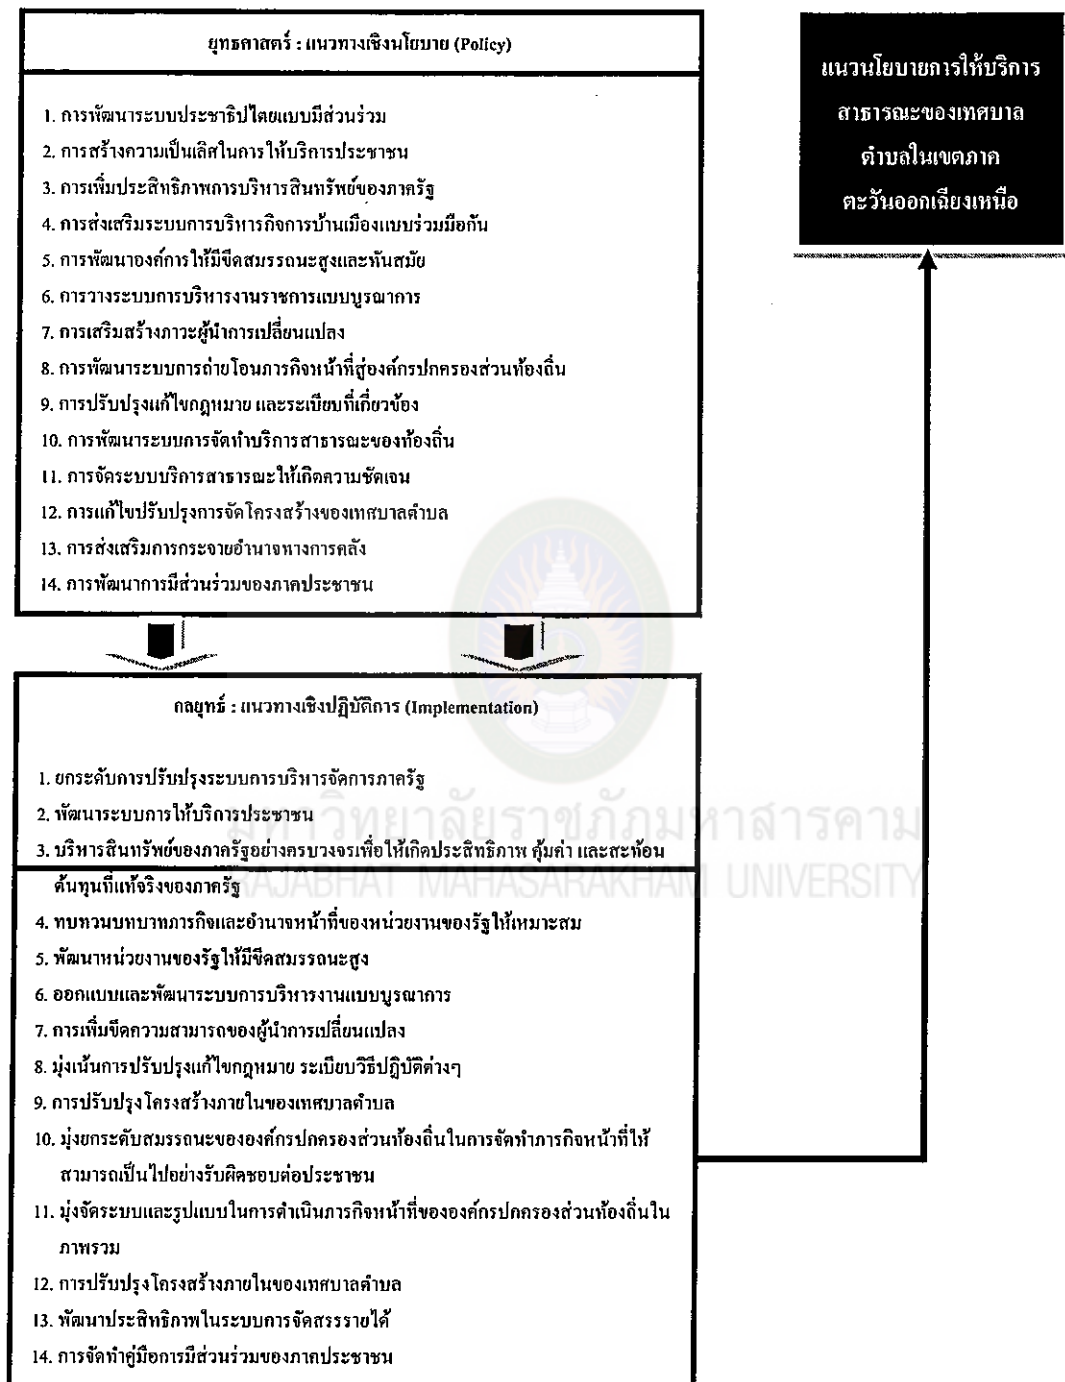 ยุทธศาสตร์ : แนวทางเชิงนโยบาย (Policy)
1. การพัฒนาระบบประชาธิปไตยแบบมีส่วนร่วม
2. การสร้างความเป็นเลิศในการให้บริการประชาชน
3. การเพิ่มประสิทธิภาพการบริหารสินทรัพย์ของภาครัฐ
4. การส่งเสริมระบบการบริหารกิจการบ้านเมืองแบบร่วมมือกัน
5. การพัฒนาองค์การให้มีขีดสมรรถนะสูงและทันสมัย
6. การวางระบบการบริหารงานราชการแบบบูรณาการ
7. การเสริมสร้างภาวะผู้นำการเปลี่ยนแปลง
8. การพัฒนาระบบการถ่ายโอนภารกิจหน้าที่สู่องค์กรปกครองส่วนท้องถิ่น
9. การปรับปรุงแก้ไขกฎหมาย และระเบียบที่เกี่ยวข้อง
10. การพัฒนาระบบการจัดทำบริการสาธารณะของท้องถิ่น
11. การจัดระบบบริการสาธารณะให้เกิดความชัดเจน
12. การแก้ไขปรับปรุงการจัดโครงสร้างของเทศบาลตำบล
13. การส่งเสริมการกระจายอำนาจทางการคลัง
14. การพัฒนาการมีส่วนร่วมของภาคประชาชน
แนวนโยบายการให้บริการ
สาธารณะของเทศบาล
ตำบลในเขตภาค
ตะวันออกเฉียงเหนือ
กลยุทธ์ : แนวทางเชิงปฏิบัติการ (Implementation)
1. ยกระดับการปรับปรุงระบบการบริหารจัดการภาครัฐ
2. พัฒนาระบบการให้บริการประชาชน
มหาวิทยาลัยราชภัฏมหาสารคาม
3. บริหารสินทรัพย์ของภาครัฐอย่างครบวงจรเพื่อให้เกิดประสิทธิภาพ คุ้มค่า และสะท้อน
ต้นทุนที่แท้จริงของภาครัฐ
RAJABHAT MAHASARAKHAM UNIVERSITY
4. ทบทวนบทบาทภารกิจและอำนาจหน้าที่ของหน่วยงานของรัฐให้เหมาะสม
5. พัฒนาหน่วยงานของรัฐให้มีขีดสมรรถนะสูง
6. ออกแบบและพัฒนาระบบการบริหารงานแบบบูรณาการ
7. การเพิ่มขีดความสามารถของผู้นำการเปลี่ยนแปลง
8. มุ่งเน้นการปรับปรุงแก้ไขกฎหมาย ระเบียบวิธีปฏิบัติต่างๆ
9. การปรับปรุงโครงสร้างภายในของเทศบาลตำบล
10. มุ่งยกระดับสมรรถนะขององค์กรปกครองส่วนท้องถิ่นในการจัดทำภารกิจหน้าที่ให้
สามารถเป็นไปอย่างรับผิดชอบต่อประชาชน
11. มุ่งจัดระบบและรูปแบบในการดำเนินภารกิจหน้าที่ขององค์กรปกครองส่วนท้องถิ่นใน
ภาพรวม
12. การปรับปรุงโครงสร้างภายในของเทศบาลตำบล
13. พัฒนาประสิทธิภาพในระบบการจัดสรรรายได้
14. การจัดทำคู่มือการมีส่วนร่วมของภาคประชาชน